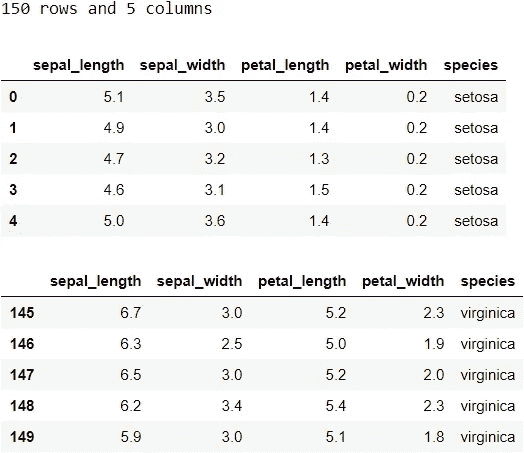 150 rows and 5 columns
sepal_length sepal_width petal_length petal_width species
0 5.1 3.5 1.4 0.2 setosa
1 4.9 3.0 1.4 0.2 setosa
2 4.7 3.2 1.3 0.2 setosa
3 4.6 3.1 1.5 0.2 setosa
4 5.0 3.6 1.4 0.2 setosa
sepal_length sepal_width petal_length petal_width species
145 6.7 3.0 5.2 2.3 virginica
146 6.3 2.5 5.0 1.9 virginica
147 6.5 3.0 5.2 2.0 virginica
148 6.2 3.4 5.4 2.3 virginica
149 5.9 3.0 5.1 1.8 virginica